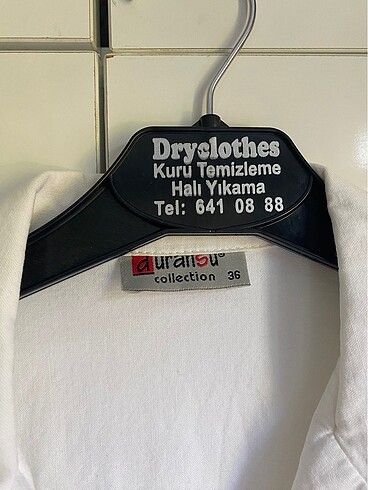 Dryclothes
Kuru Temizleme
Halı Yıkama
Tel: 641 08 88
duransu®
collection 36